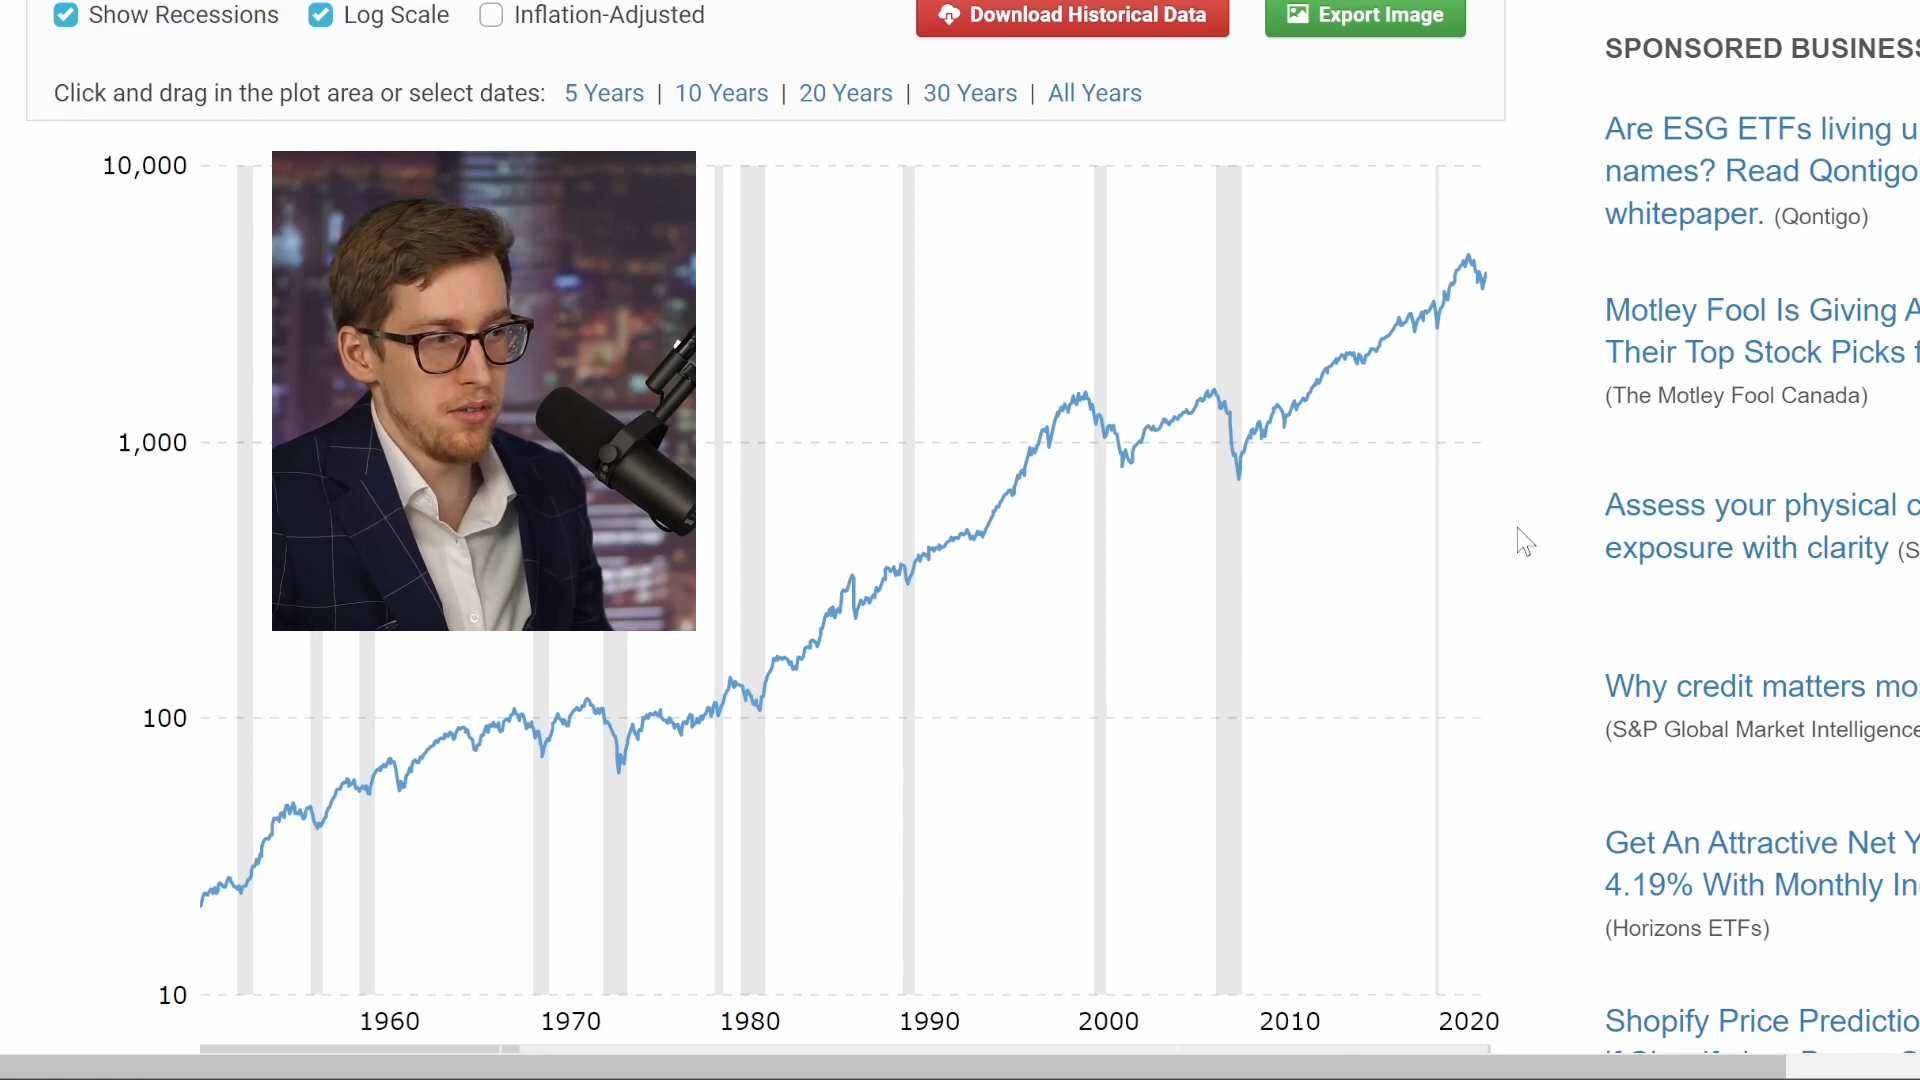 Show Recessions Log Scale Inflation-Adjusted Download Historical Data Export Image
Click and drag in the plot area or select dates: 5 Years | 10 Years | 20 Years | 30 Years | All Years
10,000
1,000
100
10
1960 1970 1980 1990 2000 2010 2020
SPONSORED BUSINESS
Are ESG ETFs living u
names? Read Qontigo'
whitepaper. (Qontigo)
Motley Fool Is Giving A
Their Top Stock Picks f
(The Motley Fool Canada)
Assess your physical c
exposure with clarity (S
Why credit matters mo
(S&P Global Market Intelligence
Get An Attractive Net Y
4.19% With Monthly In
(Horizons ETFs)
Shopify Price Predictio